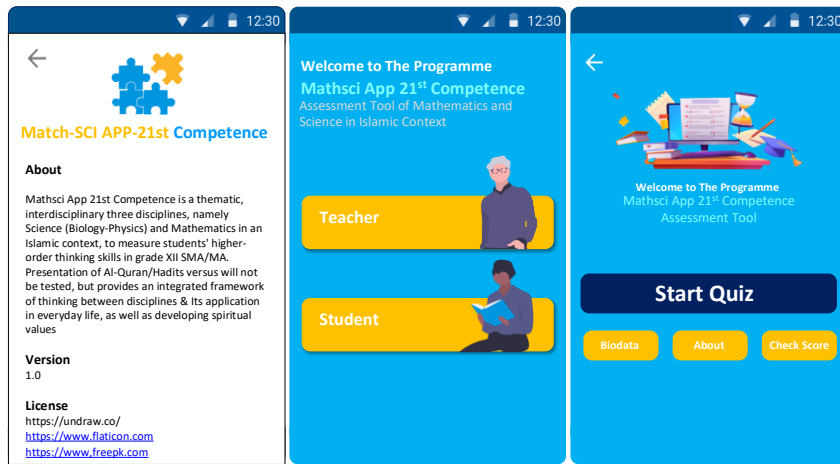 12:30
Match-SCI APP-21st Competence
About
Mathsci App 21st Competence is a thematic,
interdisciplinary three disciplines, namely
Science (Biology-Physics) and Mathematics in an
Islamic context, to measure students' higher-
order thinking skills in grade XII SMA/MA.
Presentation of Al-Quran/Hadits versus will not
be tested, but provides an integrated framework
of thinking between disciplines & Its application
in everyday life, as well as developing spiritual
values
Version
1.0
License
https://undraw.co/
https://www.flaticon.com
https://www,freepk.com
12:30
Welcome to The Programme
Mathsci App 21st Competence
Assessment Tool of Mathematics and
Science in Islamic Context
Teacher
Student
12:30
Welcome to The Programme
Mathsci App 21st Competence
Assessment Tool
Start Quiz
Biodata
About
Check Score